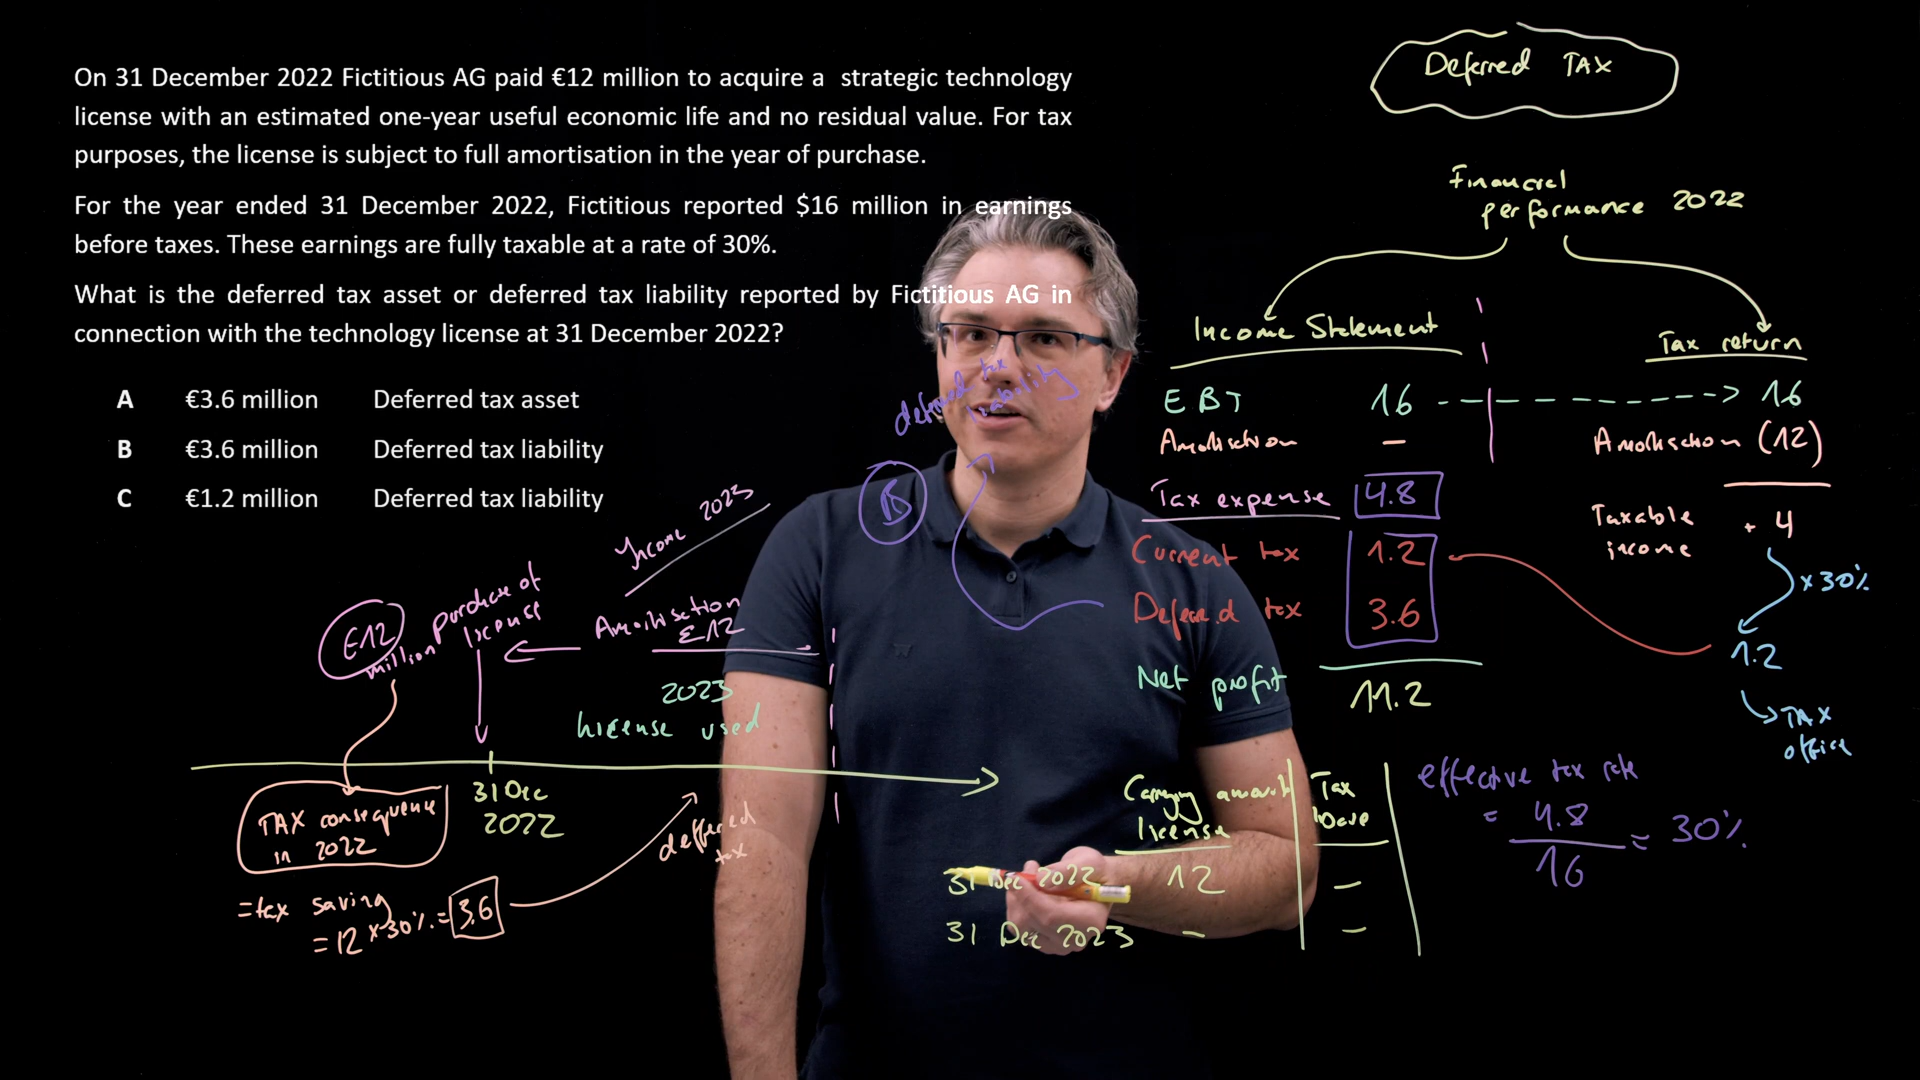 On 31 December 2022 Fictitious AG paid €12 million to acquire a strategic technology
license with an estimated one-year useful economic life and no residual value. For tax
purposes, the license is subject to full amortisation in the year of purchase.
For the year ended 31 December 2022, Fictitious reported $16 million in earnings
before taxes. These earnings are fully taxable at a rate of 30%.
What is the deferred tax asset or deferred tax liability reported by Fictitious AG in
connection with the technology license at 31 December 2022?
A €3.6 million Deferred tax asset
B €3.6 million Deferred tax liability
C €1.2 million Deferred tax liability
Deferred TAX
Financial
performance 2022
Income Statement
Tax return
EBT 16 16
Amortisation – Amortisation (12)
Tax expense 4.8
Taxable
income + 4
Current tax 1.2
x30%
Deferred tax 3.6
1.2
Net profit
11.2
TAX
office
deferred tax
liability
B
Income 2023
€12
million
purchase of
license
Amortisation
€12
2023
license used
31 Dec
2022
TAX consequence
in 2022
=tax saving
=12 x30%.=3.6
deffered
tax
Carrying amount
license
Tax
base
31 Dec 2022 12 –
31 Dec 2023 – –
effective tax rate
= 4.8
16
= 30%